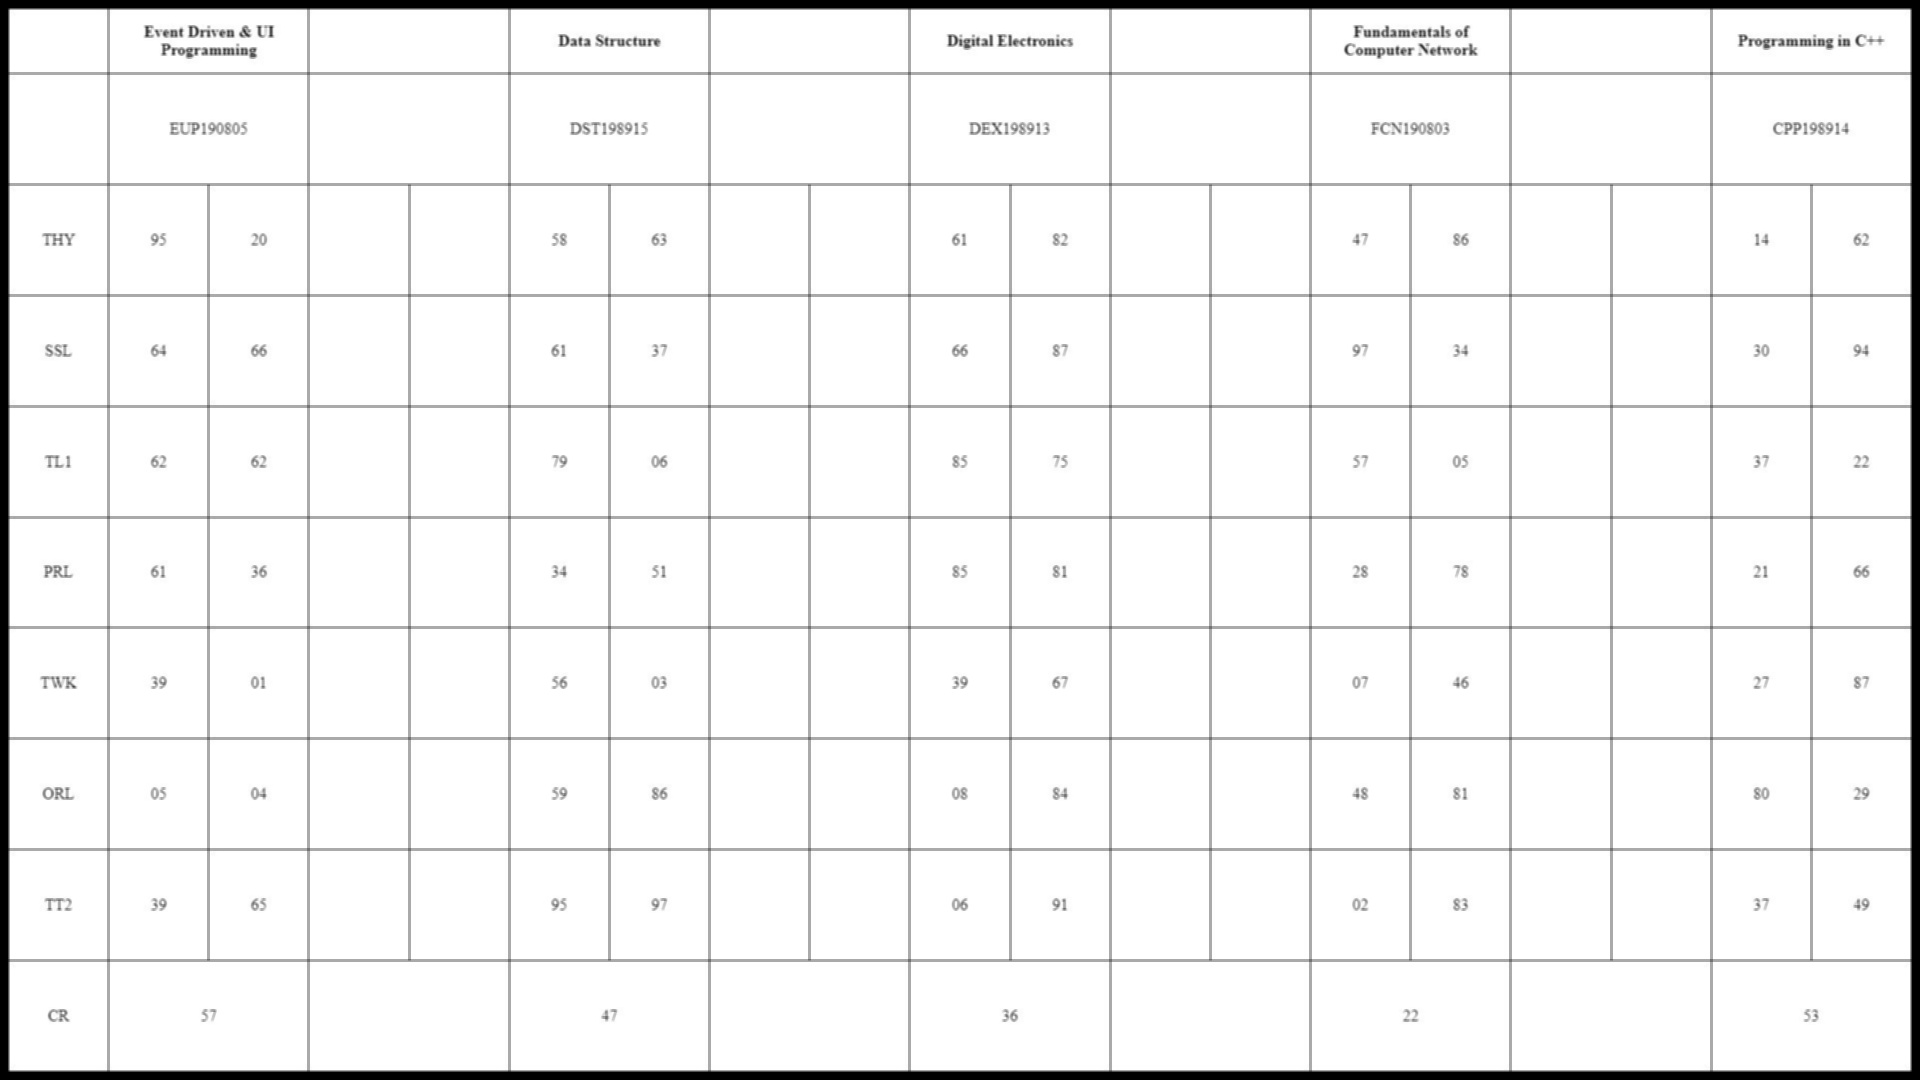 Event Driven & UI
Programming
Data Structure
Digital Electronics
Fundamentals of
Computer Network
Programming in C++
EUP190805
DST198915
DEX198913
FCN190803
CPP198914
THY 95 20 58 63 61 82 47 86 14 62
SSL 64 66 61 37 66 87 97 34 30 94
TL1 62 62 79 06 85 75 57 05 37 22
PRL 61 36 34 51 85 81 28 78 21 66
TWK 39 01 56 03 39 67 07 46 27 87
ORL 05 04 59 86 08 84 48 81 80 29
TT2 39 65 95 97 06 91 02 83 37 49
CR 57 47 36 22 53